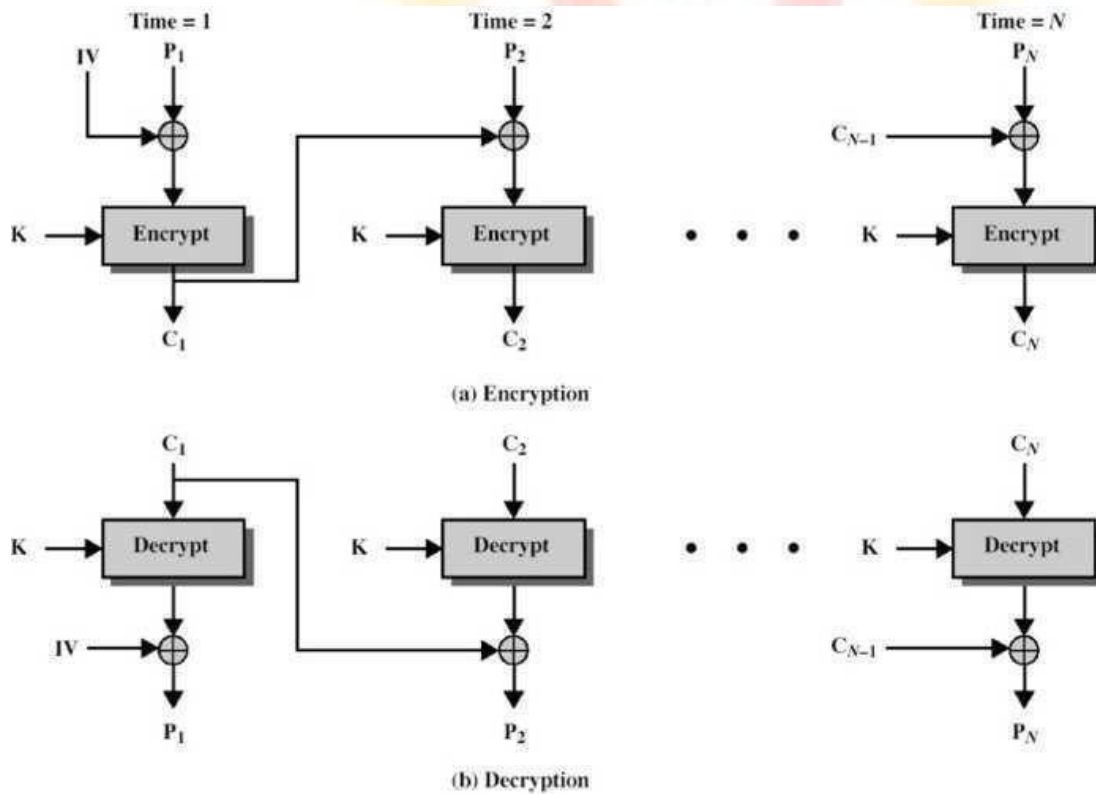 Time = 1 Time = 2 Time = N
IV P1 P2 PN
CN−1
K Encrypt K Encrypt • • • K Encrypt
C1 C2 CN
(a) Encryption
C1 C2 CN
K Decrypt K Decrypt • • • K Decrypt
IV CN−1
P1 P2 PN
(b) Decryption